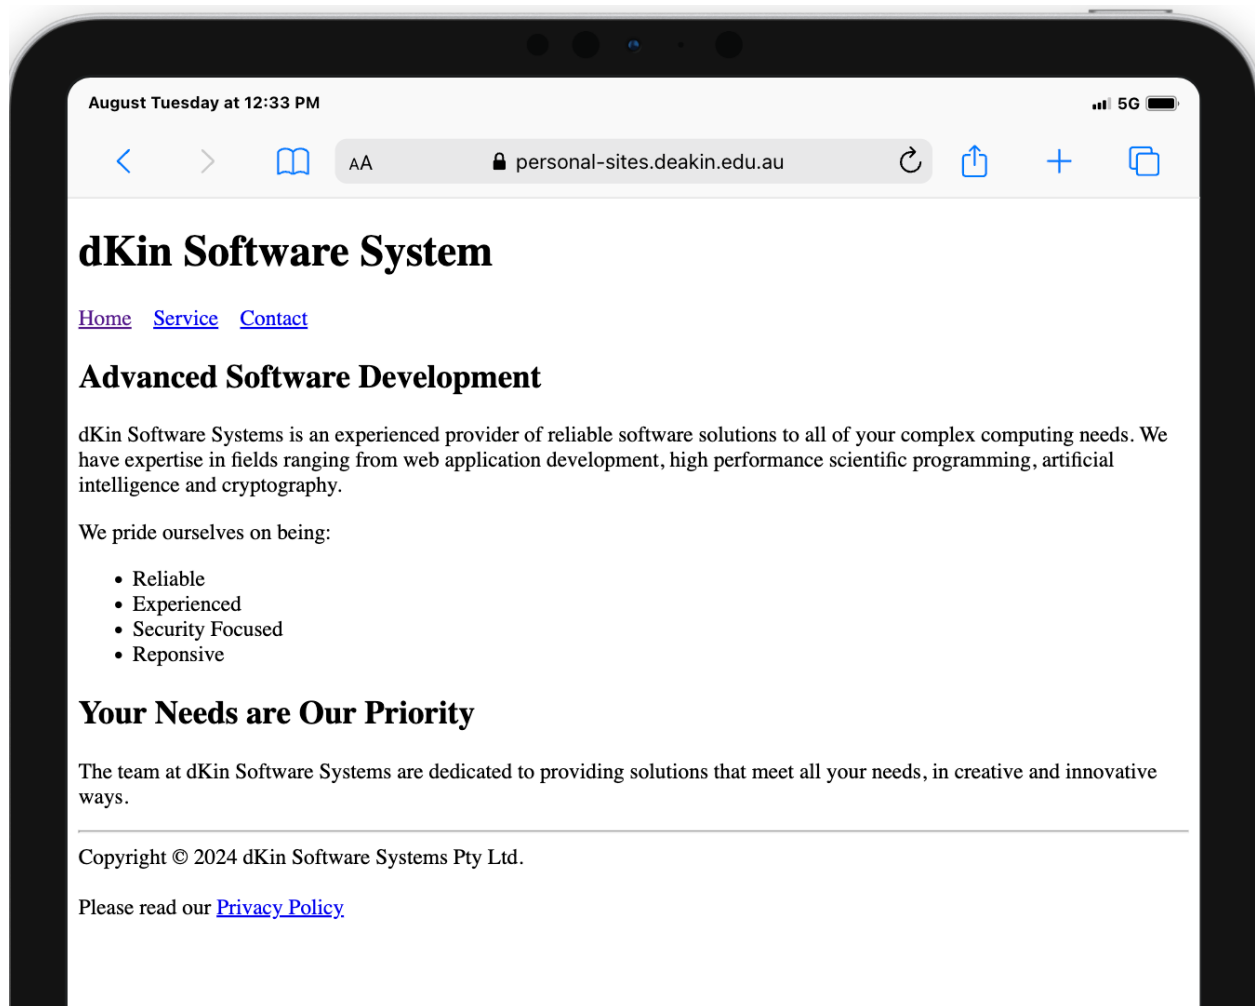 August Tuesday at 12:33 PM
5G
AA
personal-sites.deakin.edu.au
dKin Software System
Home Service Contact
Advanced Software Development
dKin Software Systems is an experienced provider of reliable software solutions to all of your complex computing needs. We
have expertise in fields ranging from web application development, high performance scientific programming, artificial
intelligence and cryptography.
We pride ourselves on being:
• Reliable
• Experienced
• Security Focused
• Reponsive
Your Needs are Our Priority
The team at dKin Software Systems are dedicated to providing solutions that meet all your needs, in creative and innovative
ways.
Copyright © 2024 dKin Software Systems Pty Ltd.
Please read our Privacy Policy